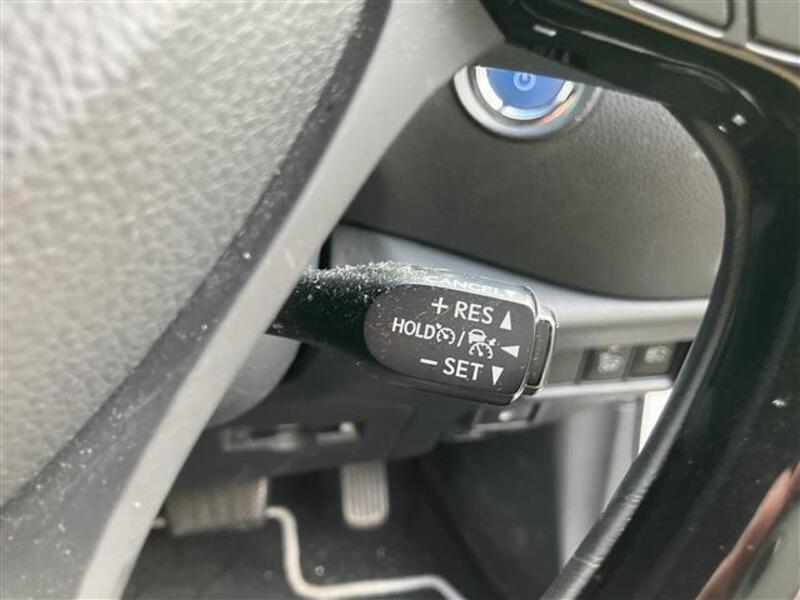 CANCEL
+ RES ▲
HOLD / ◀
− SET ▼